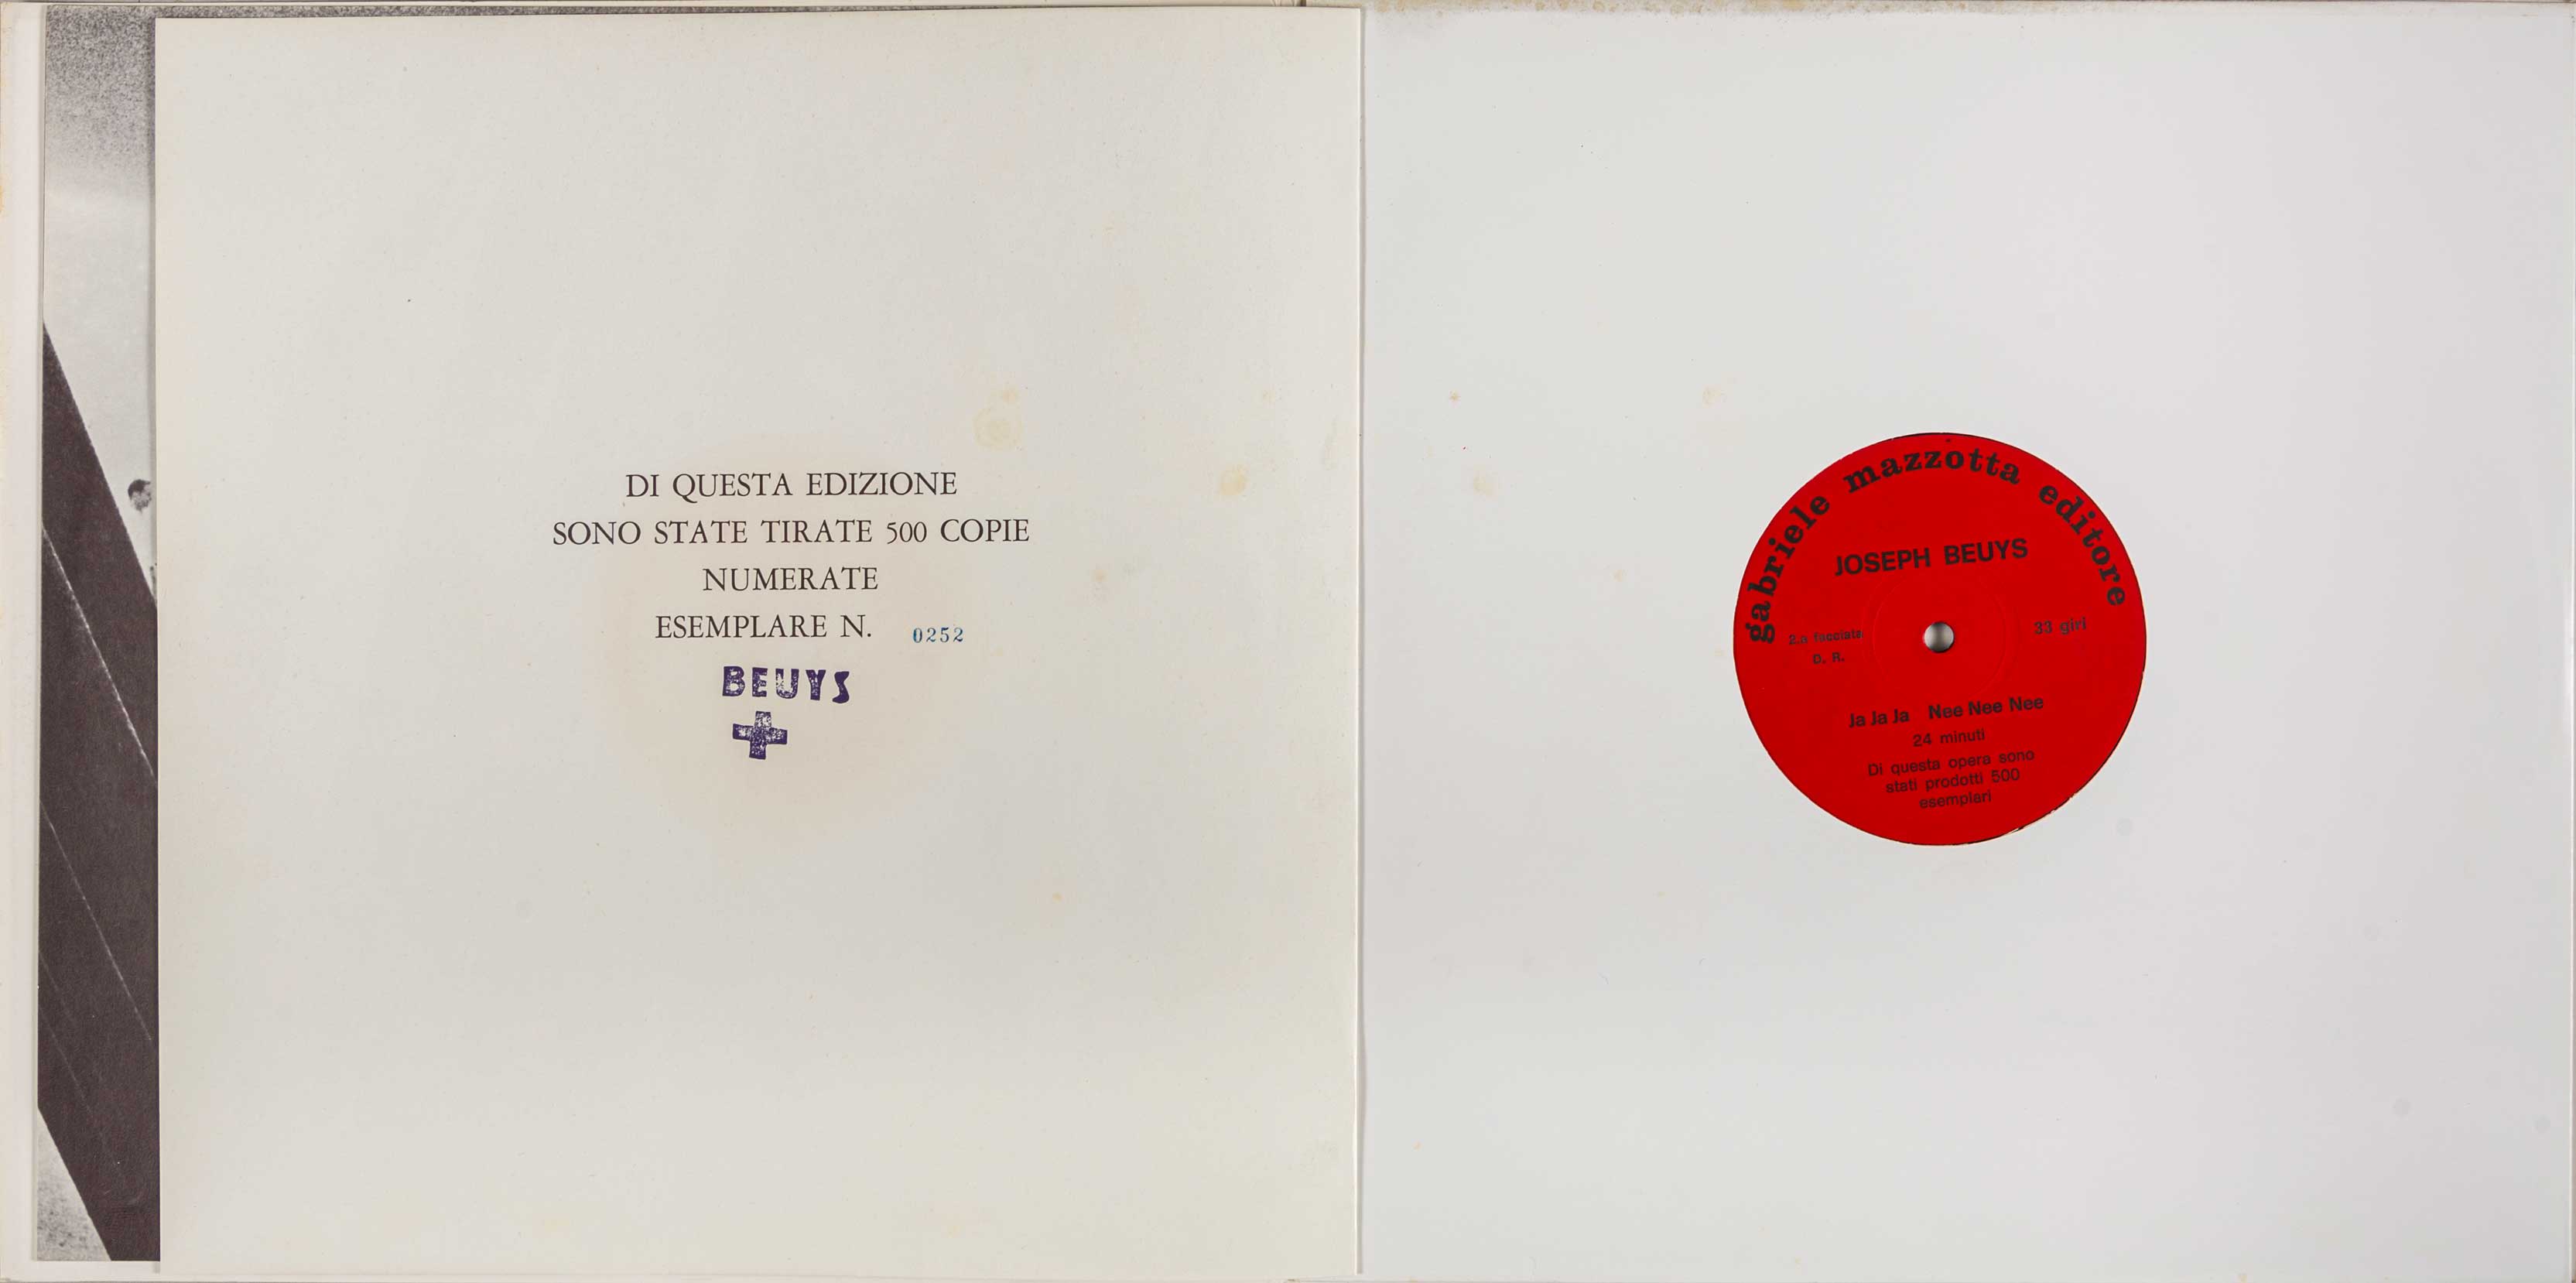 DI QUESTA EDIZIONE
SONO STATE TIRATE 500 COPIE
NUMERATE
ESEMPLARE N. 0252
BEUYS
gabriele mazzotta editore
JOSEPH BEUYS
2.a facciata
33 giri
D. R.
Ja Ja Ja Nee Nee Nee
24 minuti
Di questa opera sono
stati prodotti 500
esemplari